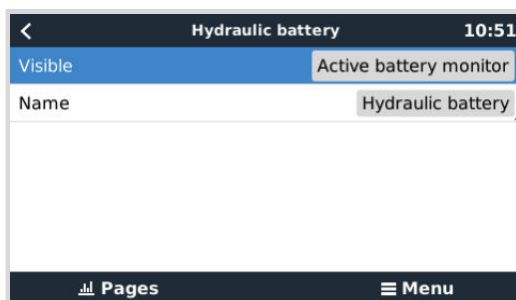 Hydraulic battery 10:51
Visible Active battery monitor
Name Hydraulic battery
Pages Menu